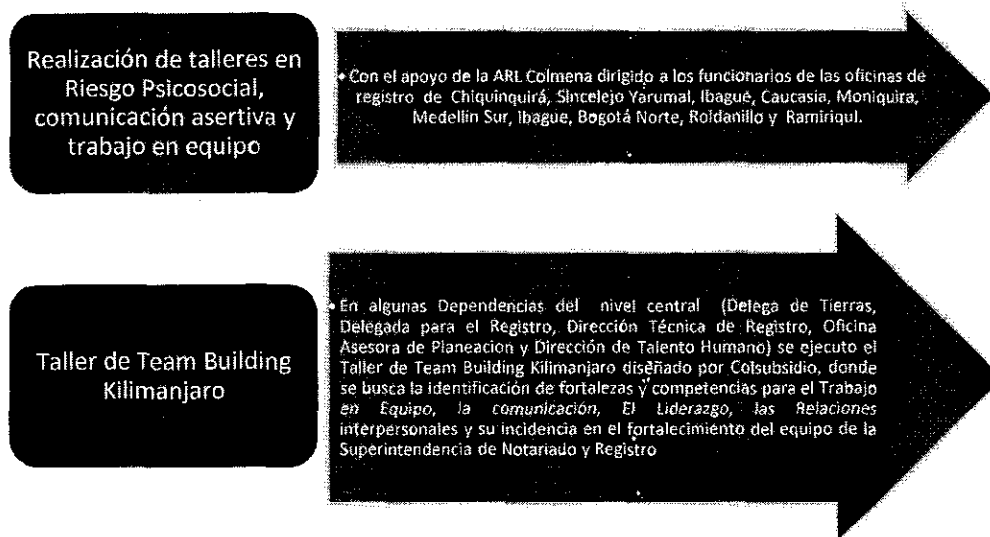 Realización de talleres en
Riesgo Psicosocial,
comunicación asertiva y
trabajo en equipo
• Con el apoyo de la ARL Colmena dirigido a los funcionarios de las oficinas de
registro de Chiquinquirá, Sincelejo Yarumal, Ibagué, Caucasia, Moniquira,
Medellín Sur, Ibague, Bogotá Norte, Roldanillo y Ramiriquí.
Taller de Team Building
Kilimanjaro
• En algunas Dependencias del nivel central (Delega de Tierras,
Delegada para el Registro, Dirección Técnica de Registro, Oficina
Asesora de Planeacion y Dirección de Talento Humano) se ejecuto el
Taller de Team Building Kilimanjaro diseñado por Colsubsidio, donde
se busca la identificación de fortalezas y competencias para el Trabajo
en Equipo, la comunicación, El Liderazgo, las Relaciones
interpersonales y su incidencia en el fortalecimiento del equipo de la
Superintendencia de Notariado y Registro